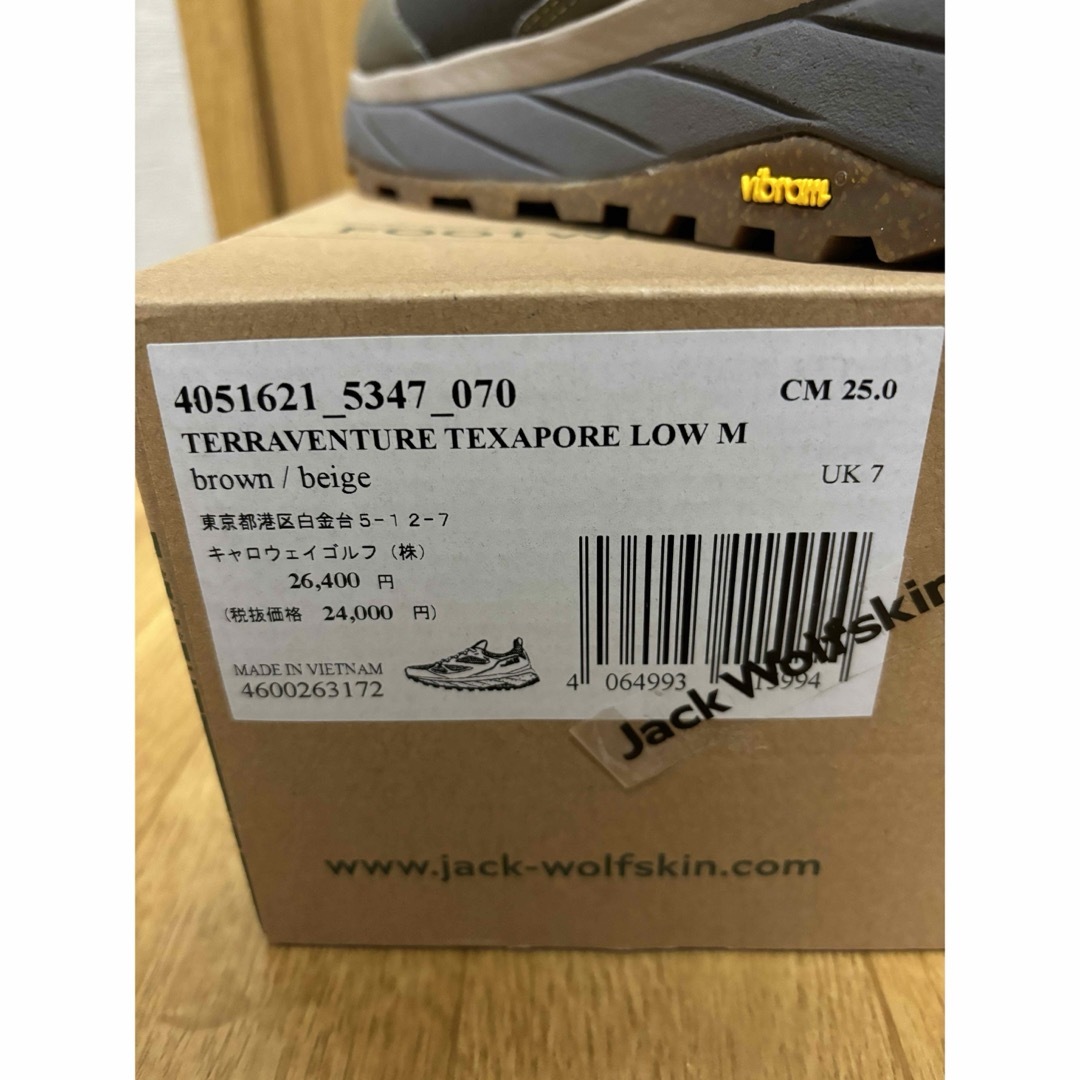 vibram
4051621_5347_070
CM 25.0
TERRAVENTURE TEXAPORE LOW M
brown / beige
UK 7
東京都港区白金台5-12-7
キャロウェイゴルフ（株）
26,400 円
（税抜価格 24,000 円）
MADE IN VIETNAM
4600263172
4 064993
Jack Wolfskin
www.jack-wolfskin.com